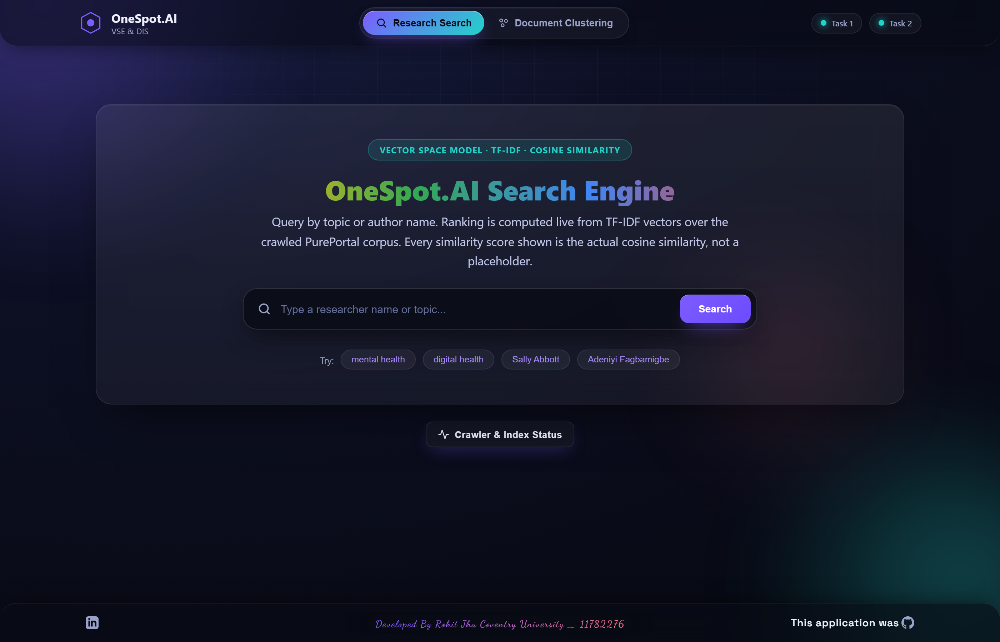 OneSpot.AI
VSE & DIS
Research Search
Document Clustering
Task 1
Task 2
VECTOR SPACE MODEL · TF-IDF · COSINE SIMILARITY
OneSpot.AI Search Engine
Query by topic or author name. Ranking is computed live from TF-IDF vectors over the
crawled PurePortal corpus. Every similarity score shown is the actual cosine similarity, not a
placeholder.
Type a researcher name or topic...
Search
Try:
mental health
digital health
Sally Abbott
Adeniyi Fagbamigbe
Crawler & Index Status
in
Developed By Rohit Jha Coventry University — 11782276
This application was